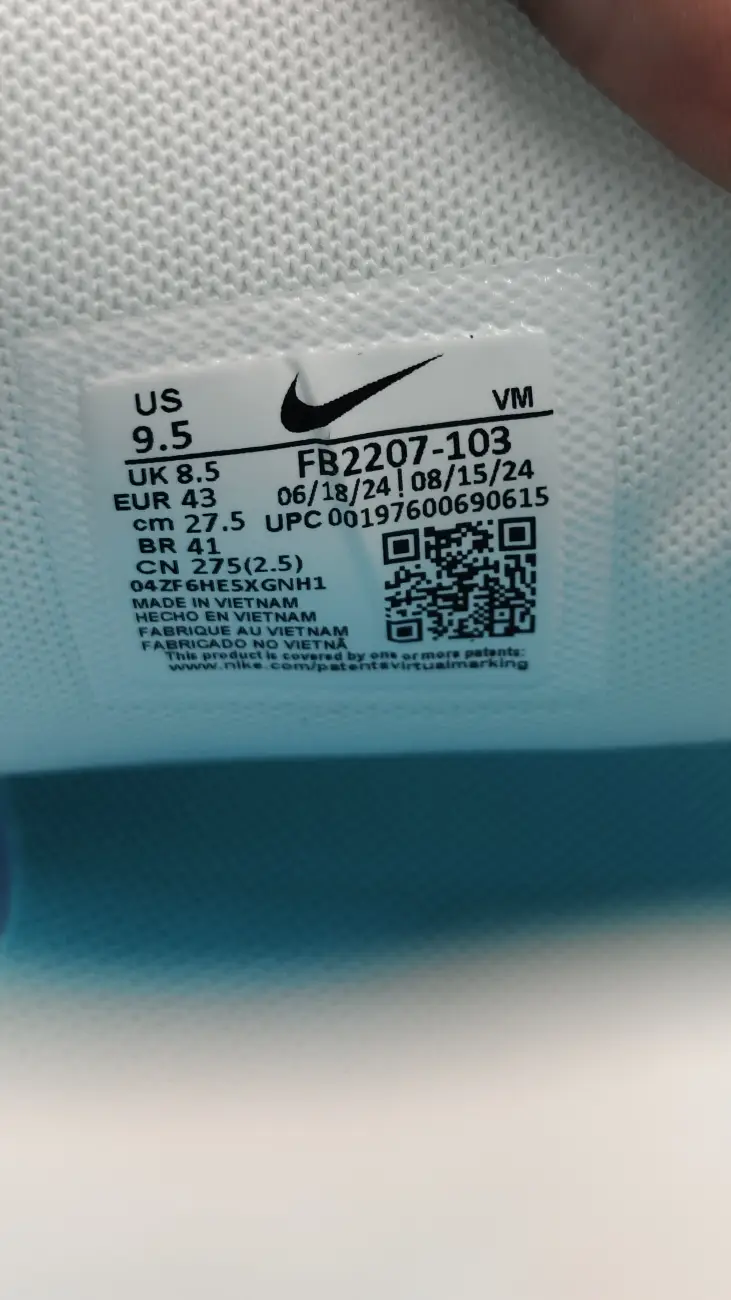 US
9.5
VM
UK 8.5
FB2207-103
EUR 43
06/18/24 | 08/15/24
cm 27.5
UPC 00197600690615
BR 41
CN 275(2.5)
04ZF6HE5XGNH1
MADE IN VIETNAM
HECHO EN VIETNAM
FABRIQUE AU VIETNAM
FABRICADO NO VIETNÃ
This product is covered by one or more patents:
www.nike.com/patentsvirtualmarking